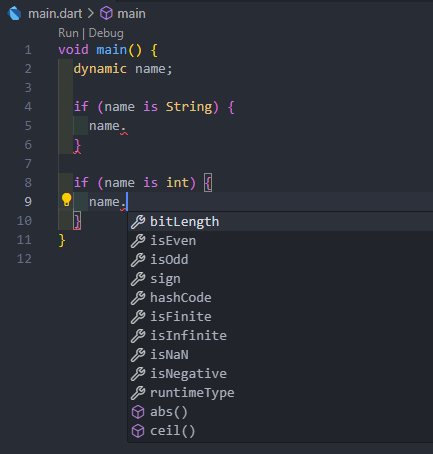 main.dart > main
Run | Debug
1 void main() {
2 dynamic name;
3
4 if (name is String) {
5 name.
6 }
7
8 if (name is int) {
9 name.
10 }
11 }
12
bitLength
isEven
isOdd
sign
hashCode
isFinite
isInfinite
isNaN
isNegative
runtimeType
abs()
ceil()